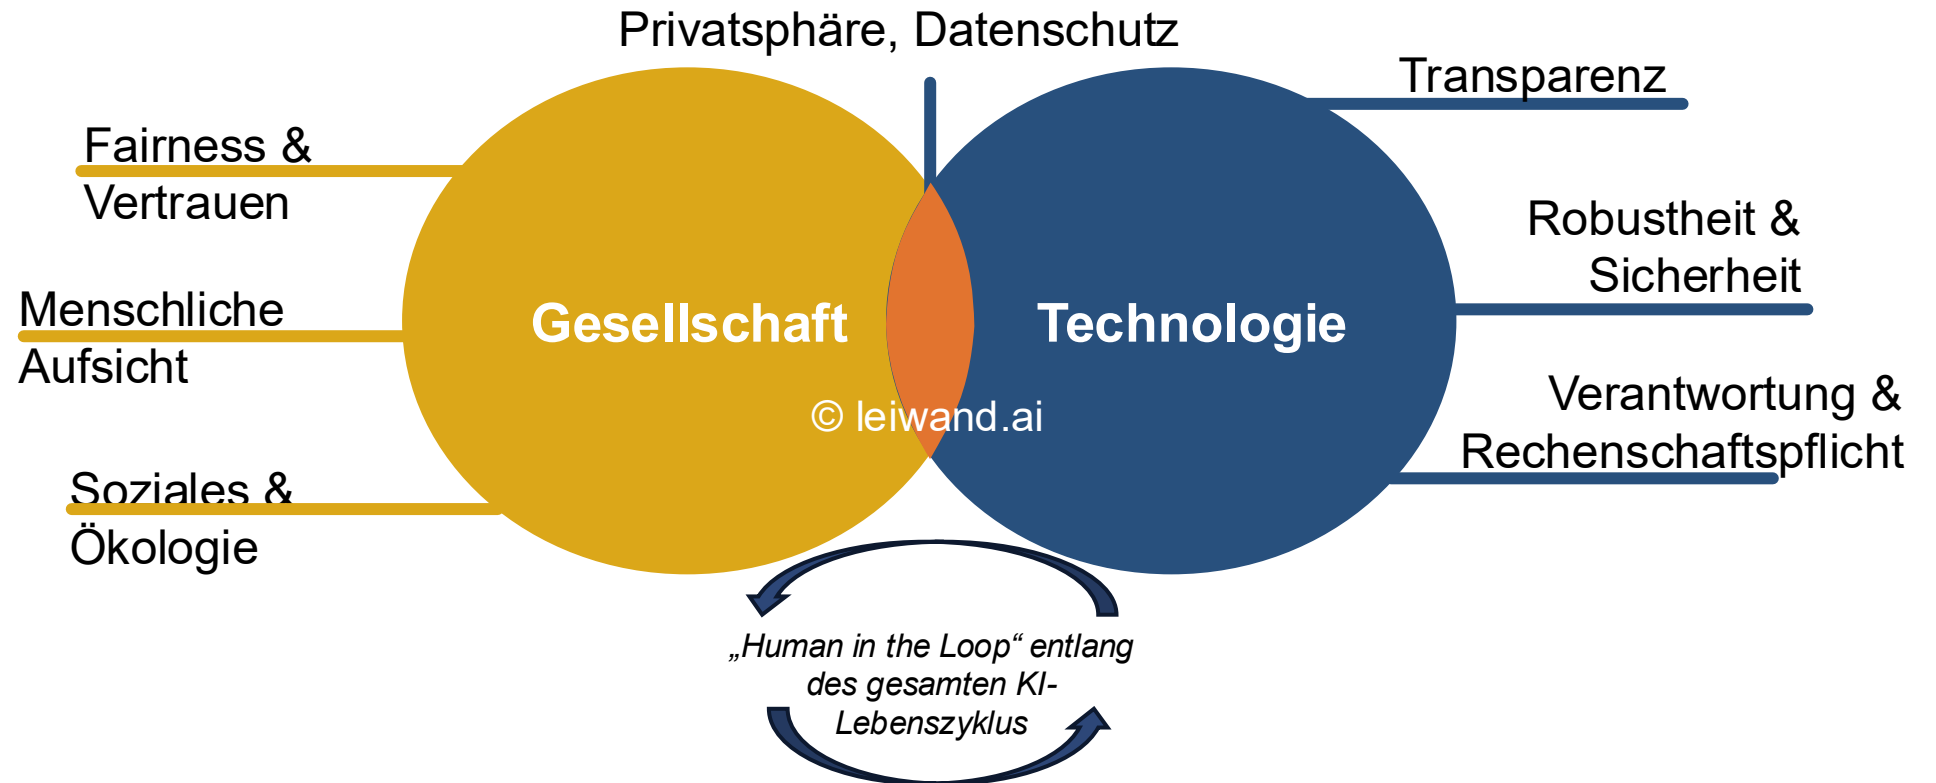 Privatsphäre, Datenschutz
Fairness &
Vertrauen
Menschliche
Aufsicht
Soziales &
Ökologie
Gesellschaft
Technologie
© leiwand.ai
Transparenz
Robustheit &
Sicherheit
Verantwortung &
Rechenschaftspflicht
„Human in the Loop“ entlang
des gesamten KI-
Lebenszyklus